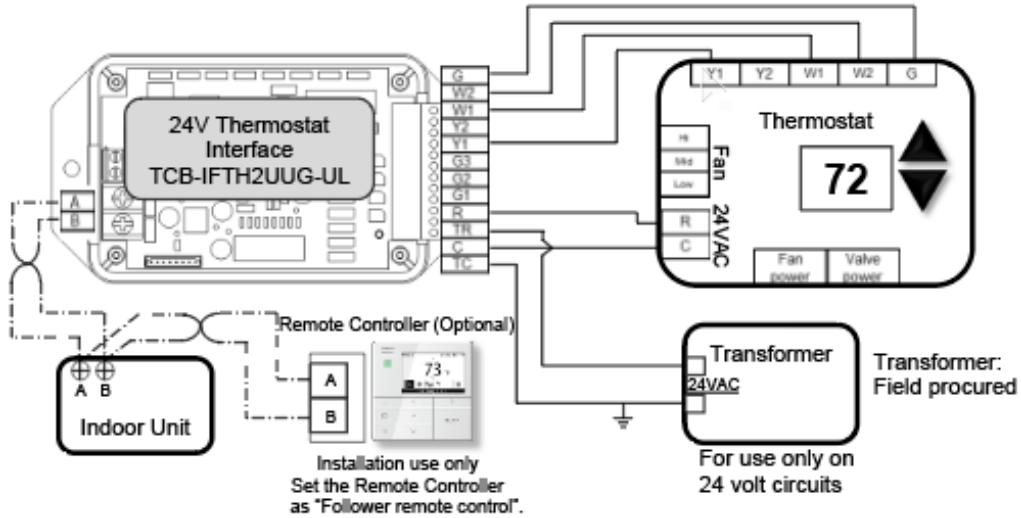 24V Thermostat
Interface
TCB-IFTH2UUG-UL
A
B
G
W2
W1
Y2
Y1
G3
G2
G1
R
TR
C
TC
Y1
Y2
W1
W2
G
Thermostat
Hi
Mid
Low
Fan
R
C
24VAC
72
Fan
power
Valve
power
Remote Controller (Optional)
A
B
73
Installation use only
Set the Remote Controller
as "Follower remote control".
A B
Indoor Unit
Transformer
24VAC
Transformer:
Field procured
For use only on
24 volt circuits